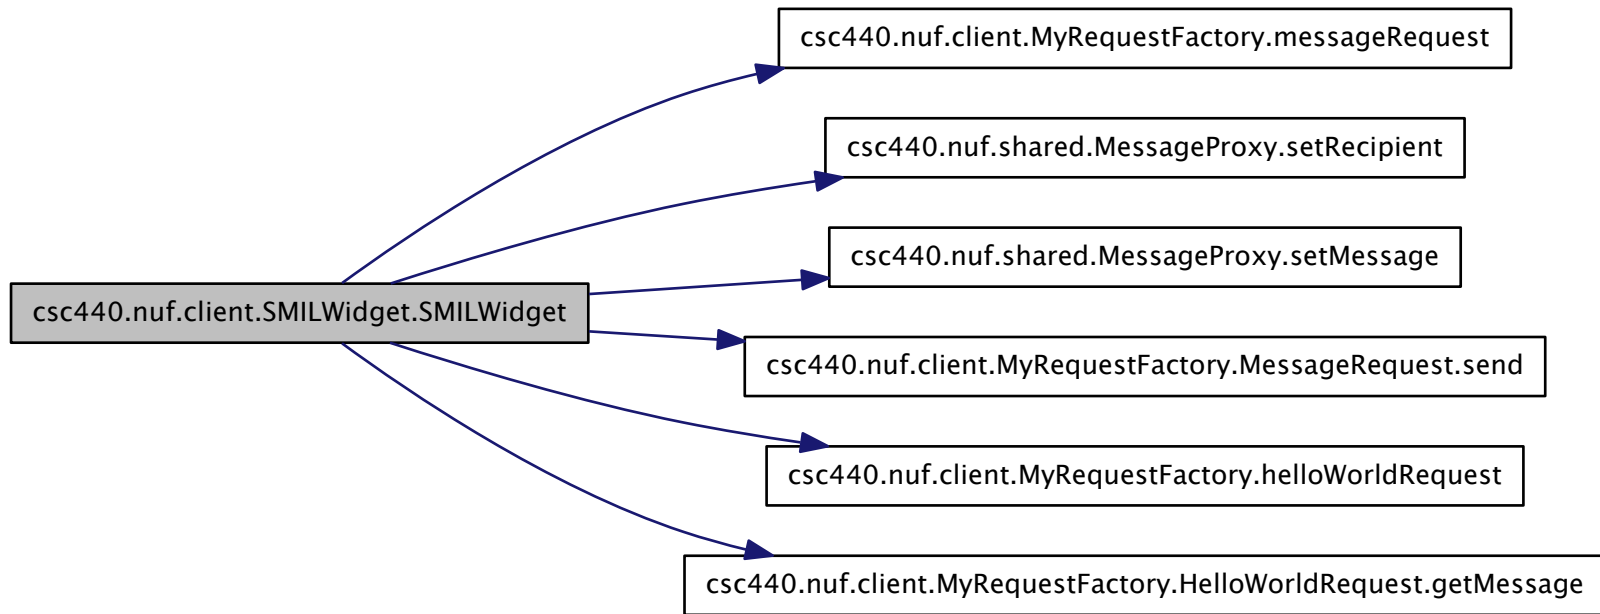 csc440.nuf.client.MyRequestFactory.messageRequest
csc440.nuf.shared.MessageProxy.setRecipient
csc440.nuf.shared.MessageProxy.setMessage
csc440.nuf.client.SMILWidget.SMILWidget
csc440.nuf.client.MyRequestFactory.MessageRequest.send
csc440.nuf.client.MyRequestFactory.helloWorldRequest
csc440.nuf.client.MyRequestFactory.HelloWorldRequest.getMessage